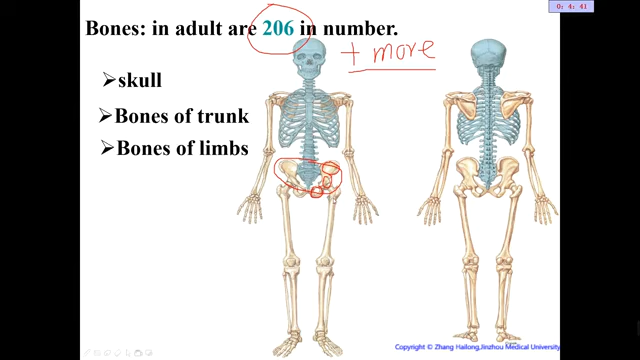 0: 4: 41
Bones: in adult are 206 in number.
+ more
➢skull
➢Bones of trunk
➢Bones of limbs
Copyright © Zhang Hailong,Jinzhou Medical University